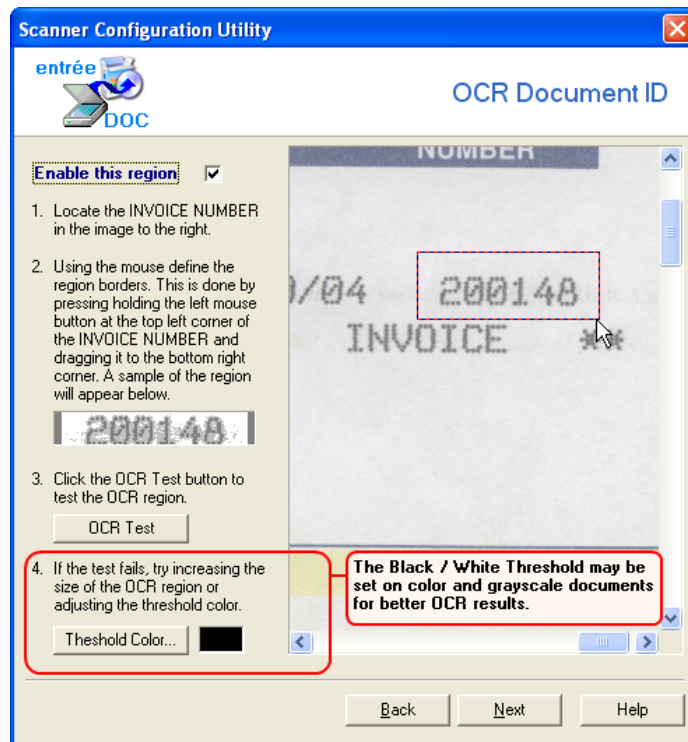 Scanner Configuration Utility
entrée
DOC
OCR Document ID
Enable this region
1. Locate the INVOICE NUMBER
in the image to the right.
2. Using the mouse define the
region borders. This is done by
pressing holding the left mouse
button at the top left corner of
the INVOICE NUMBER and
dragging it to the bottom right
corner. A sample of the region
will appear below.
200148
3. Click the OCR Test button to
test the OCR region.
OCR Test
4. If the test fails, try increasing the
size of the OCR region or
adjusting the threshold color.
Theshold Color...
NUMBER
/04 200148
INVOICE **
The Black / White Threshold may be
set on color and grayscale documents
for better OCR results.
Back Next Help